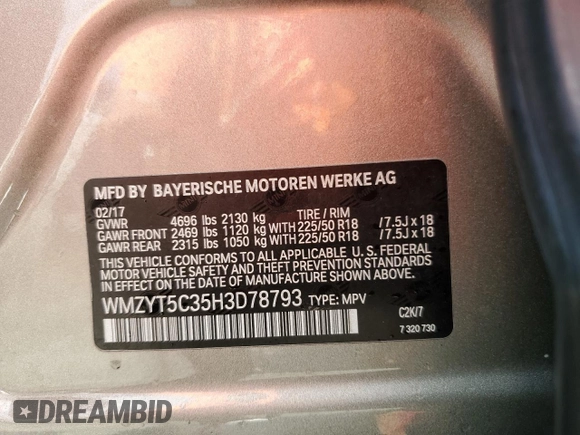 MFD BY BAYERISCHE MOTOREN WERKE AG
02/17
GVWR 4696 lbs 2130 kg TIRE / RIM
GAWR FRONT 2469 lbs 1120 kg WITH 225/50 R18 /7.5J x 18
GAWR REAR 2315 lbs 1050 kg WITH 225/50 R18 /7.5J x 18
THIS VEHICLE CONFORMS TO ALL APPLICABLE U. S. FEDERAL
MOTOR VEHICLE SAFETY, BUMPER, AND THEFT PREVENTION STANDARDS
IN EFFECT ON THE DATE OF MANUFACTURE SHOWN ABOVE.
WMZYT5C35H3D78793 TYPE: MPV
C2K/7
7 320 730
DREAMBID